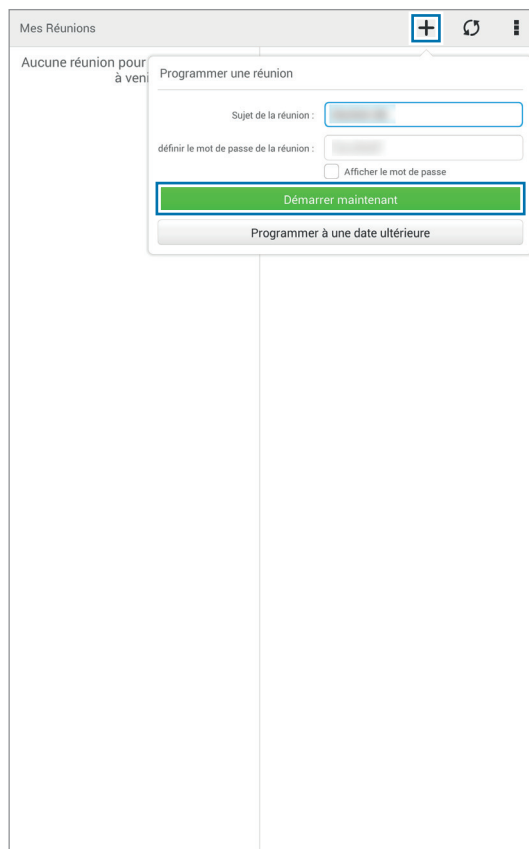 Mes Réunions
Aucune réunion pour
à veni
Programmer une réunion
Sujet de la réunion :
définir le mot de passe de la réunion :
Afficher le mot de passe
Démarrer maintenant
Programmer à une date ultérieure